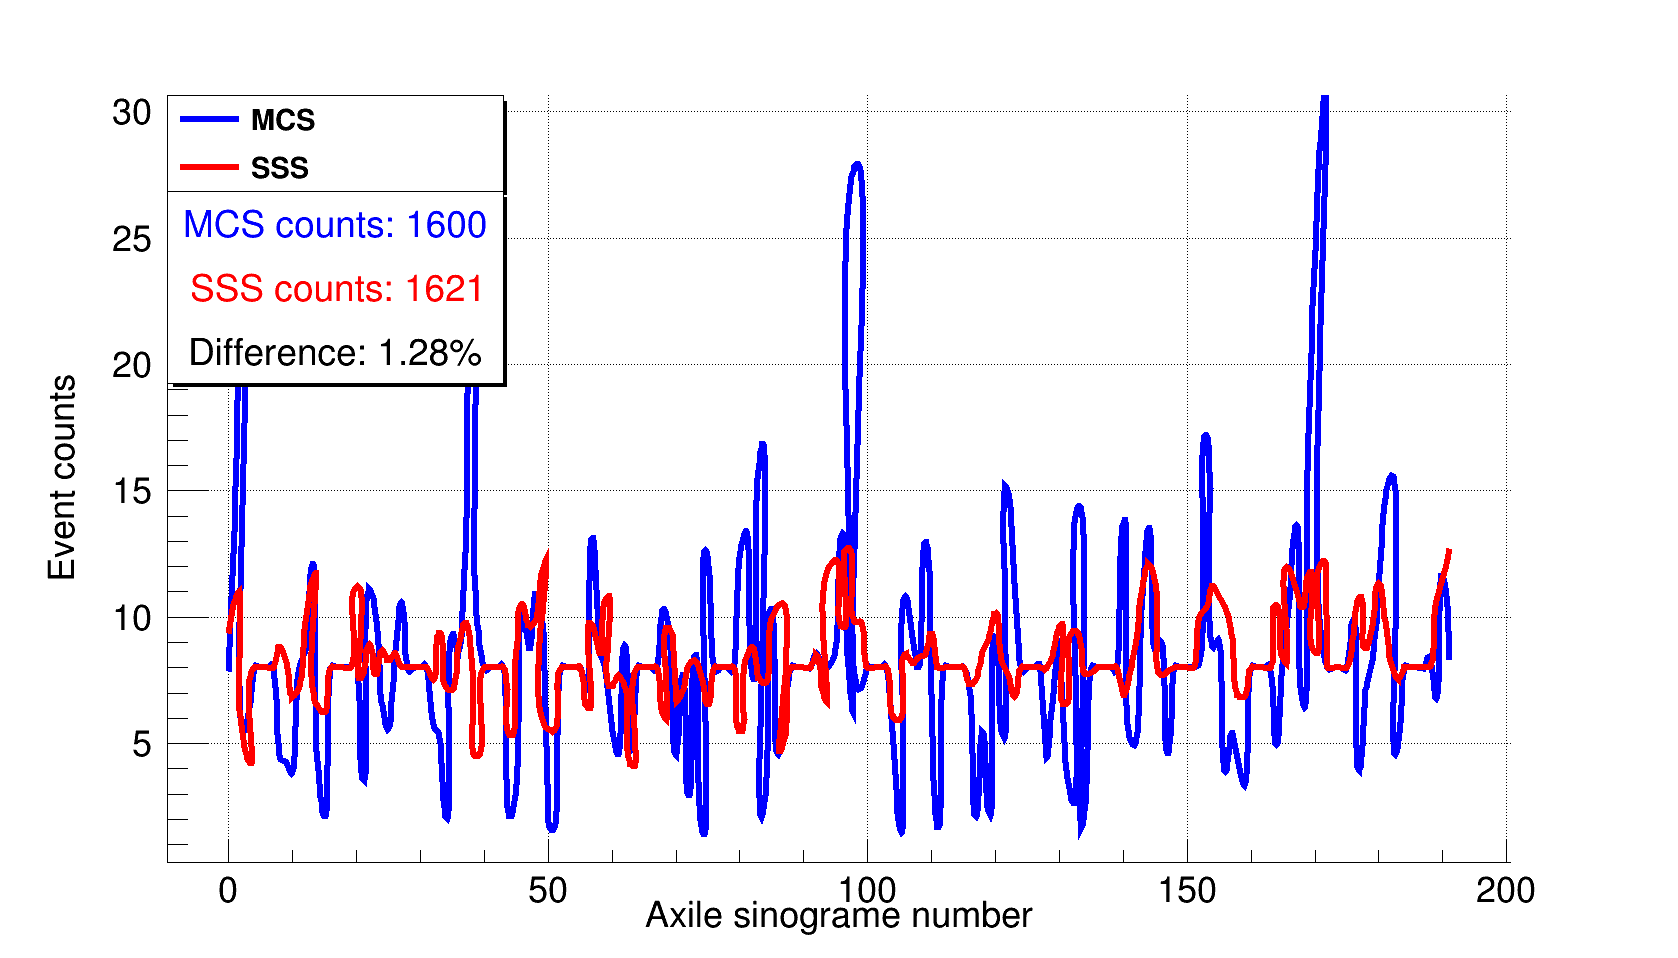 MCS
SSS
MCS counts: 1600
SSS counts: 1621
Difference: 1.28%
30
25
20
15
10
5
Event counts
0 50 100 150 200
Axile sinograme number